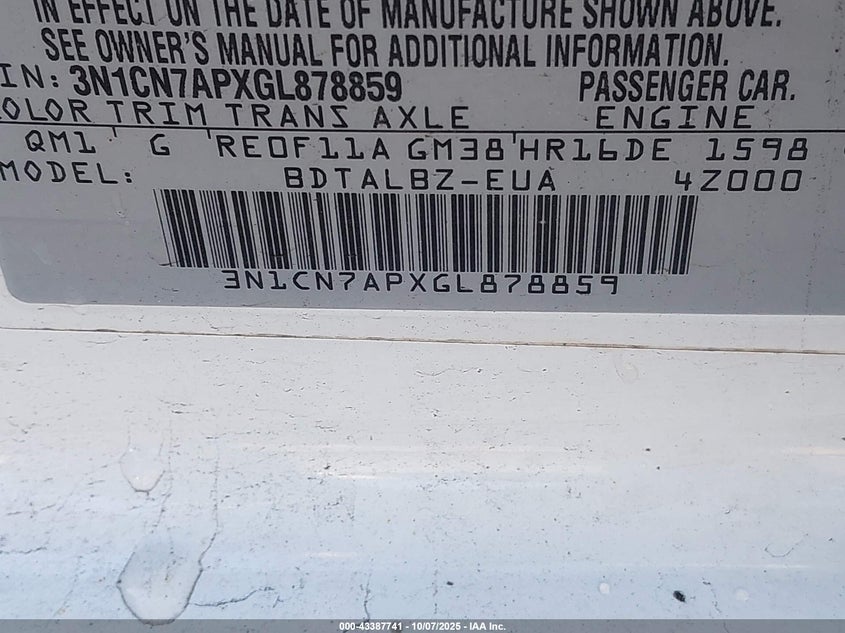 IN EFFECT ON THE DATE OF MANUFACTURE SHOWN ABOVE.
SEE OWNER'S MANUAL FOR ADDITIONAL INFORMATION.
IN: 3N1CN7APXGL878859 PASSENGER CAR.
OLOR TRIM TRANS AXLE ENGINE
QM1 G RE0F11A GM38 HR16DE 1598
MODEL: BDTALBZ-EUA 4Z000
3N1CN7APXGL878859
000-43387741 - 10/07/2025 - IAA Inc.